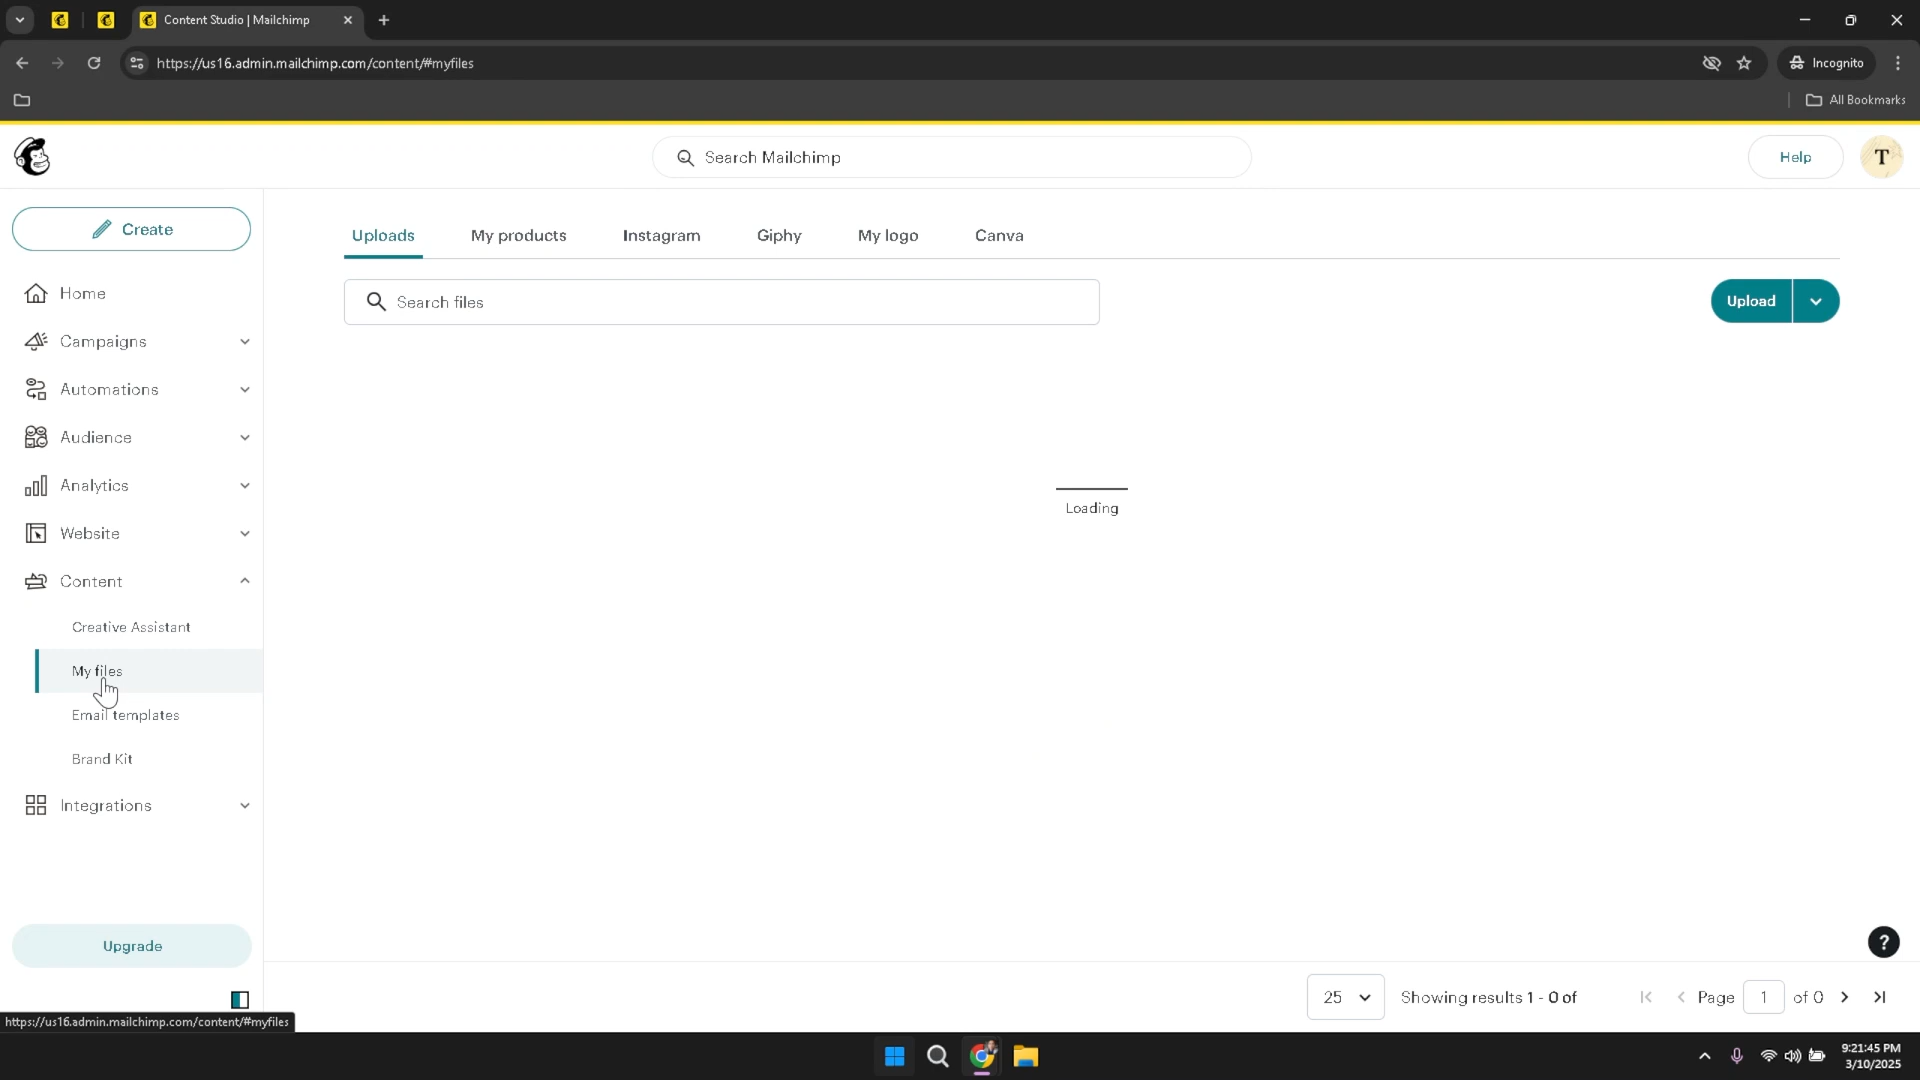 Content Studio | Mailchimp
https://us16.admin.mailchimp.com/content/#myfiles
Incognito
All Bookmarks
Search Mailchimp
Help
T
Create
Home
Campaigns
Automations
Audience
Analytics
Website
Content
Creative Assistant
My files
Email templates
Brand Kit
Integrations
Upgrade
Uploads
My products
Instagram
Giphy
My logo
Canva
Search files
Upload
Loading
?
25
Showing results 1 - 0 of
Page 1 of 0
https://us16.admin.mailchimp.com/content/#myfiles
9:21:45 PM
3/10/2025